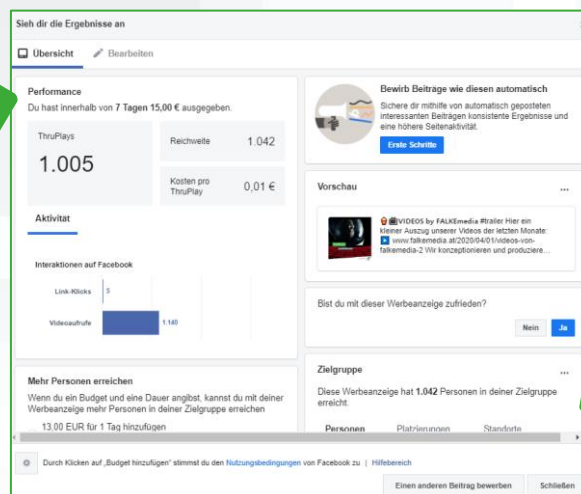 Sieh dir die Ergebnisse an
Übersicht
Bearbeiten
Performance
Du hast innerhalb von 7 Tagen 15,00 € ausgegeben.
ThruPlays
1.005
Reichweite 1.042
Kosten pro
ThruPlay
0,01 €
Aktivität
Interaktionen auf Facebook
Link-Klicks 5
Videoaufrufe 1.140
Mehr Personen erreichen
Wenn du ein Budget und eine Dauer angibst, kannst du mit deiner
Werbeanzeige mehr Personen in deiner Zielgruppe erreichen
13,00 EUR für 1 Tag hinzufügen
Bewirb Beiträge wie diesen automatisch
Sichere dir mithilfe von automatisch geposteten
interessanten Beiträgen konsistente Ergebnisse und
eine höhere Seitenaktivität.
Erste Schritte
Vorschau ...
VIDEOS by FALKEmedia #trailer Hier ein
kleiner Auszug unserer Videos der letzten Monate:
www.falkemedia.at/2020/04/01/videos-von-
falkemedia-2 Wir konzeptionieren und produziere…
Bist du mit dieser Werbeanzeige zufrieden?
Nein
Ja
Zielgruppe ...
Diese Werbeanzeige hat 1.042 Personen in deiner Zielgruppe
erreicht.
Personen Platzierungen Standorte
Durch Klicken auf „Budget hinzufügen“ stimmst du den Nutzungsbedingungen von Facebook zu | Hilfebereich
Einen anderen Beitrag bewerben
Schließen